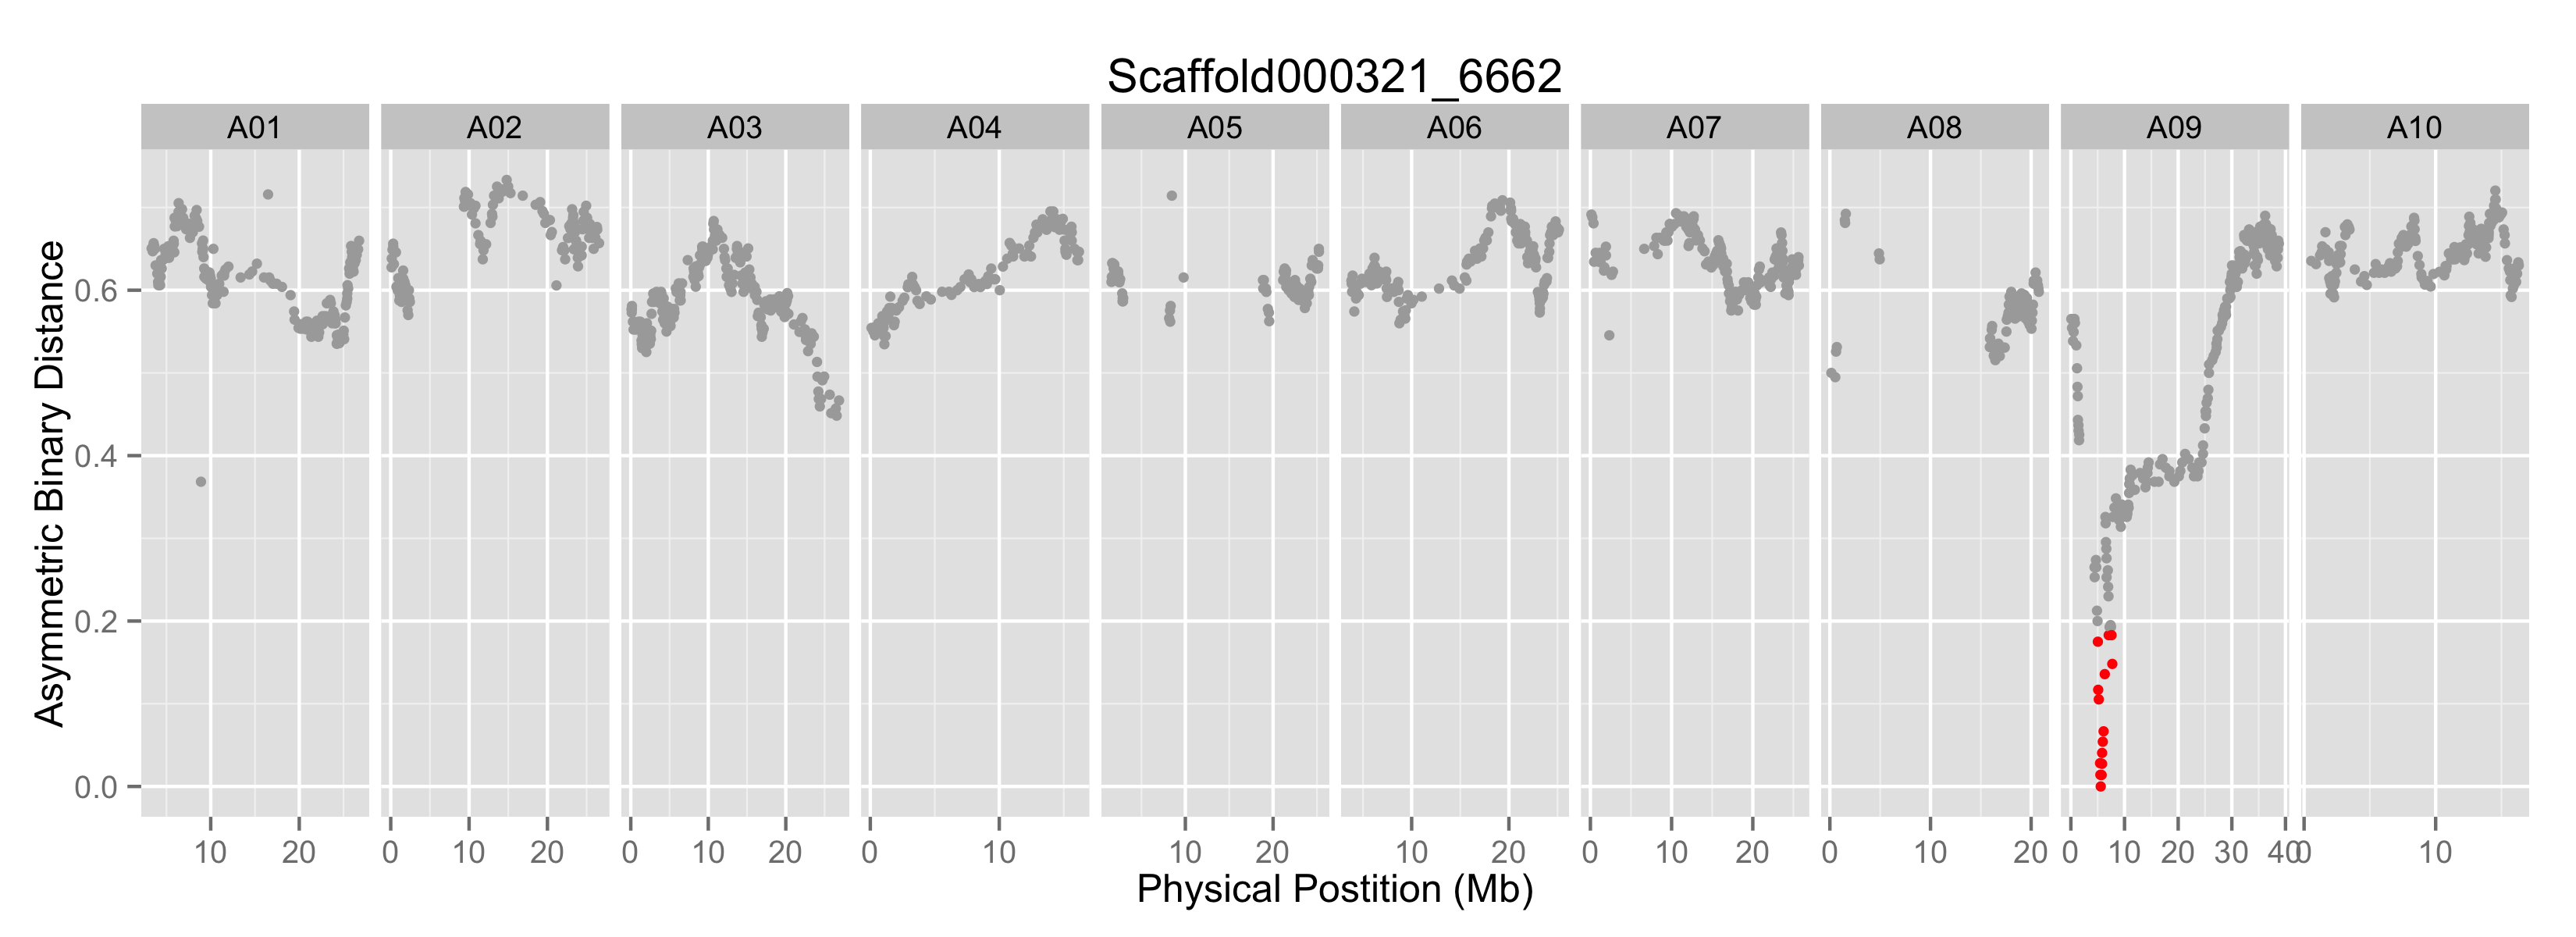 Scaffold000321_6662
A01 A02 A03 A04 A05 A06 A07 A08 A09 A10
Asymmetric Binary Distance
0.6
0.4
0.2
0.0
10 20 0 10 20 0 10 20 0 10 10 20 10 20 0 10 20 0 10 20 0 10 20 30 40 0 10
Physical Postition (Mb)